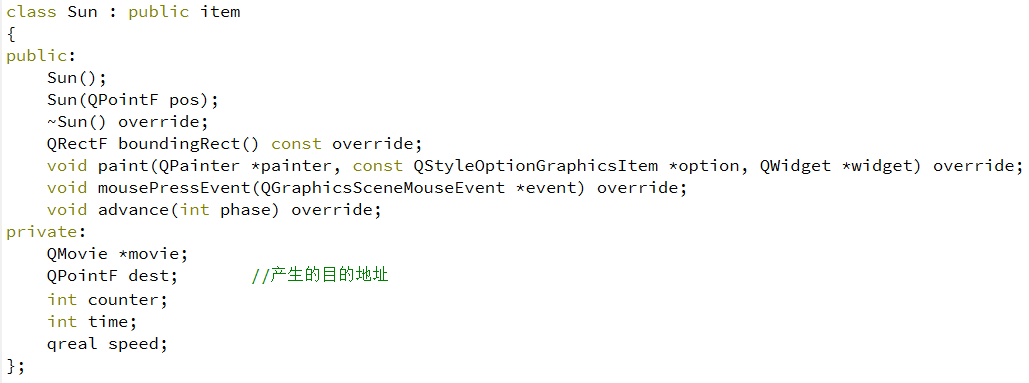 class Sun : public item
{
public:
    Sun();
    Sun(QPointF pos);
    ~Sun() override;
    QRectF boundingRect() const override;
    void paint(QPainter *painter, const QStyleOptionGraphicsItem *option, QWidget *widget) override;
    void mousePressEvent(QGraphicsSceneMouseEvent *event) override;
    void advance(int phase) override;
private:
    QMovie *movie;
    QPointF dest;       //产生的目的地址
    int counter;
    int time;
    qreal speed;
};